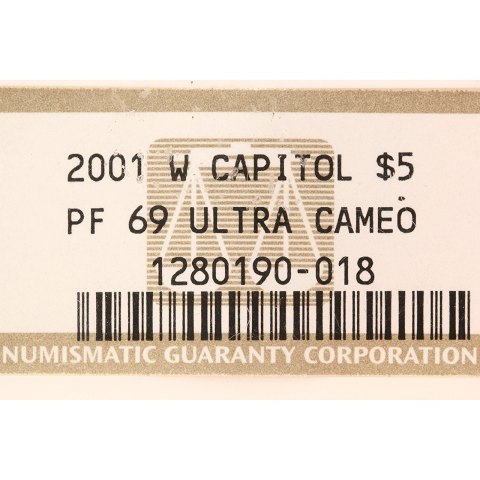 2001 W CAPITOL $5
PF 69 ULTRA CAMEO
1280190-018
NUMISMATIC GUARANTY CORPORATION